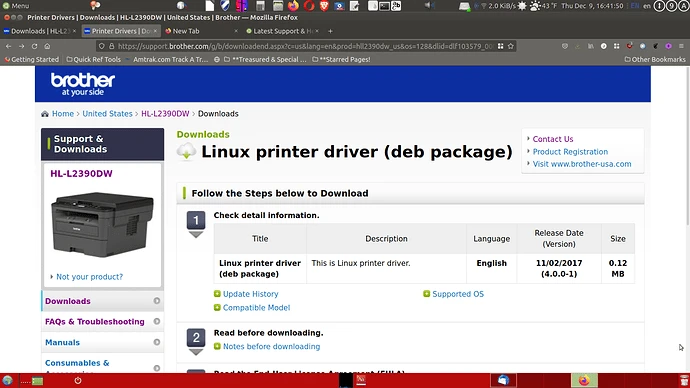 Printer Drivers | Downloads | HL-L2390DW | United States | Brother — Mozilla Firefox
Menu
2.0 KiB/s
43 °F
Thu Dec 9, 16:41:50
en
Downloads | HL-L2390DW
Printer Drivers | Do
New Tab
Latest Support & He
https://support.brother.com/g/b/downloadend.aspx?c=us&lang=en&prod=hll2390dw_us&os=128&dlid=dlf103579_00
Getting Started
Quick Ref Tools
Amtrak.com Track A Tr...
**Treasured & Special ...
**Starred Pages!
Other Bookmarks
brother
at your side
Home › United States › HL-L2390DW › Downloads
Support & Downloads
HL-L2390DW
Not your product?
Downloads
FAQs & Troubleshooting
Manuals
Consumables &
Downloads
Linux printer driver (deb package)
Contact Us
Product Registration
Visit www.brother-usa.com
Follow the Steps below to Download
1
Check detail information.
Title Description Language Release Date (Version) Size
Linux printer driver (deb package) This is Linux printer driver. English 11/02/2017 (4.0.0-1) 0.12 MB
Update History
Supported OS
Compatible Model
2
Read before downloading.
Notes before downloading